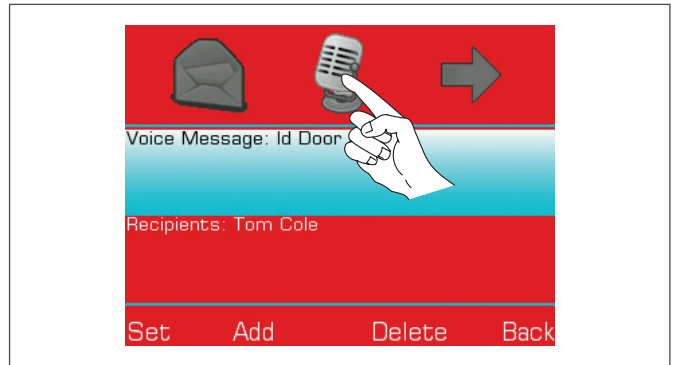 Voice Message: Id Door
Recipients: Tom Cole
Set Add Delete Back